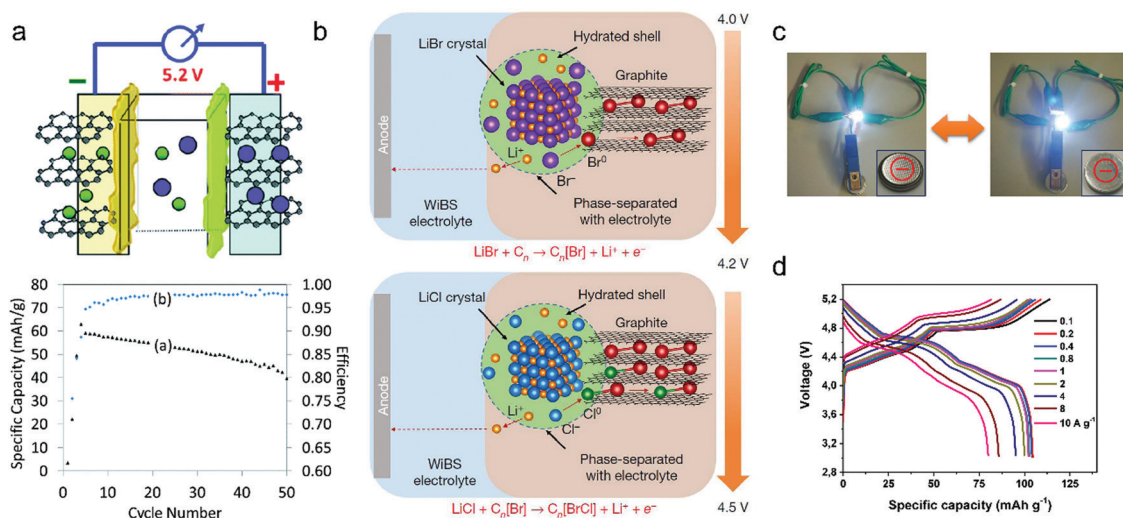 a
5.2 V
−
+
80
70
60
50
40
30
20
10
0
Specific Capacity (mAh/g)
(b)
(a)
1.00
0.95
0.90
0.85
0.80
0.75
0.70
0.65
0.60
Efficiency
0
10
20
30
40
50
Cycle Number
b
LiBr crystal
Hydrated shell
Graphite
Anode
Li⁺
Br⁻
Br⁰
WiBS
electrolyte
Phase-separated
with electrolyte
LiBr + Cₙ → Cₙ[Br] + Li⁺ + e⁻
LiCl crystal
Hydrated shell
Graphite
Anode
Li⁺
Cl⁻
Cl⁰
WiBS
electrolyte
Phase-separated
with electrolyte
LiCl + Cₙ[Br] → Cₙ[BrCl] + Li⁺ + e⁻
4.0 V
4.2 V
4.5 V
c
−
−
d
5.2
4.8
4.4
4.0
3.6
3.2
2.8
Voltage (V)
0.1
0.2
0.4
0.8
1
2
4
8
10 A g⁻¹
0
25
50
75
100
125
Specific capacity (mAh g⁻¹)